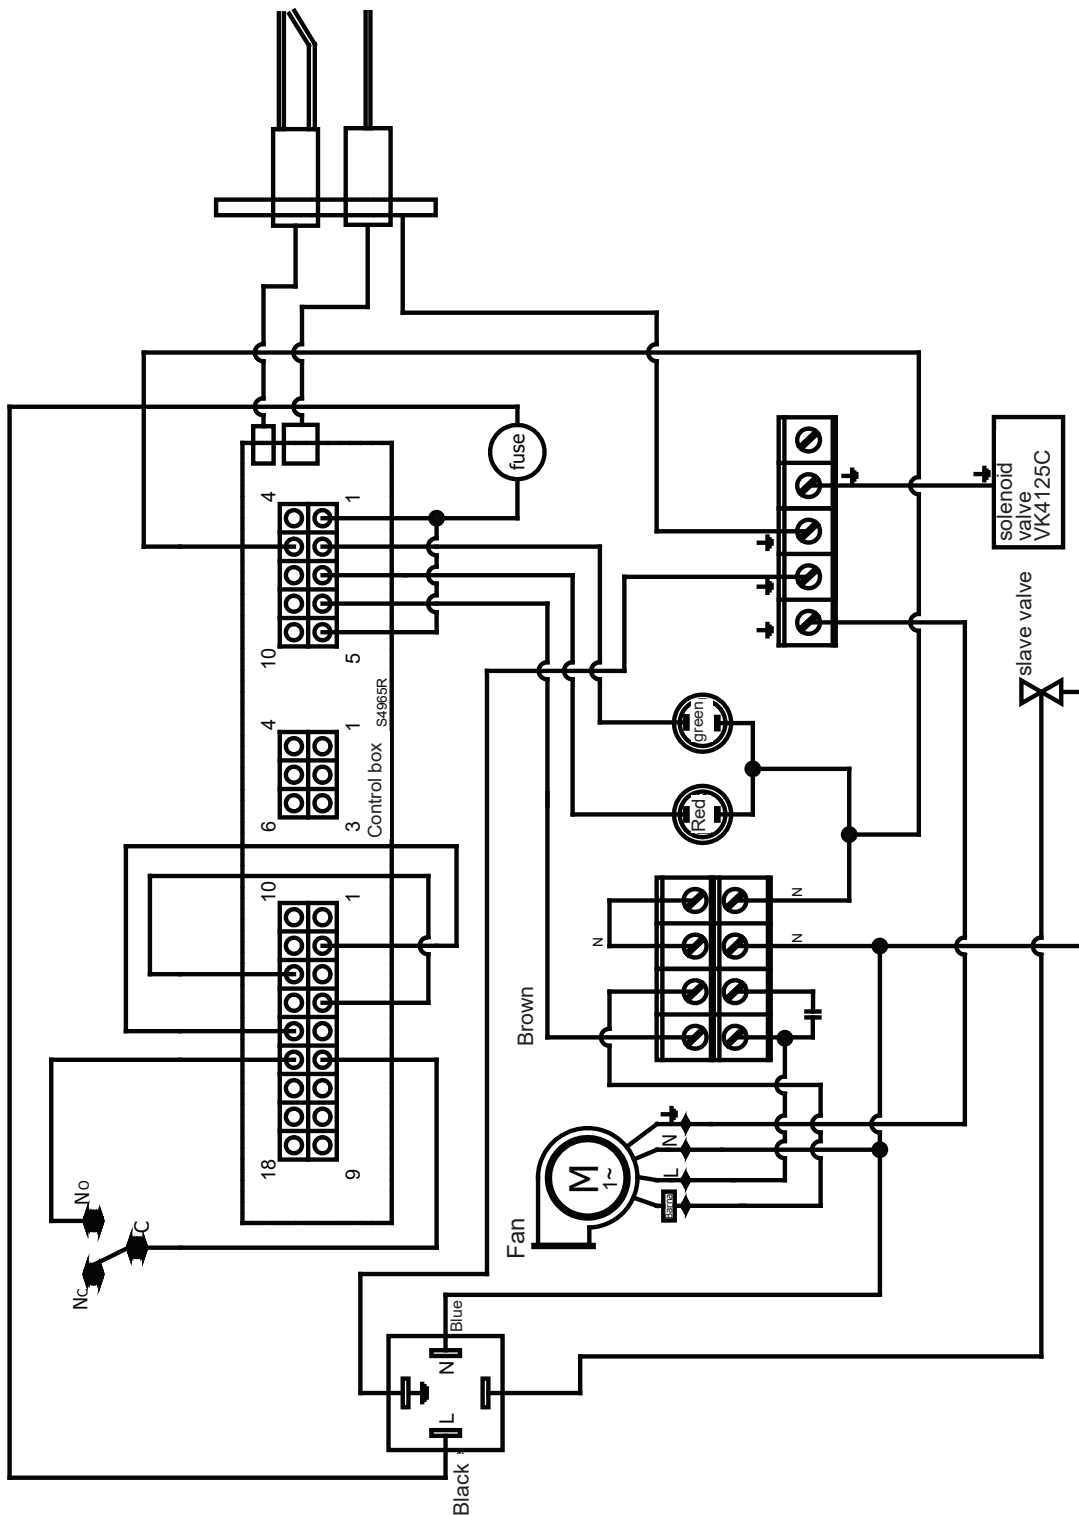 fuse
4
1
10
5
S4965R
4
1
6
3
Control box
10
1
18
9
No
C
Nc
solenoid
valve
VK4125C
slave valve
green
Red
N
N
N
Brown
M
1~
N
L
Fan
Blue
N
L
Black